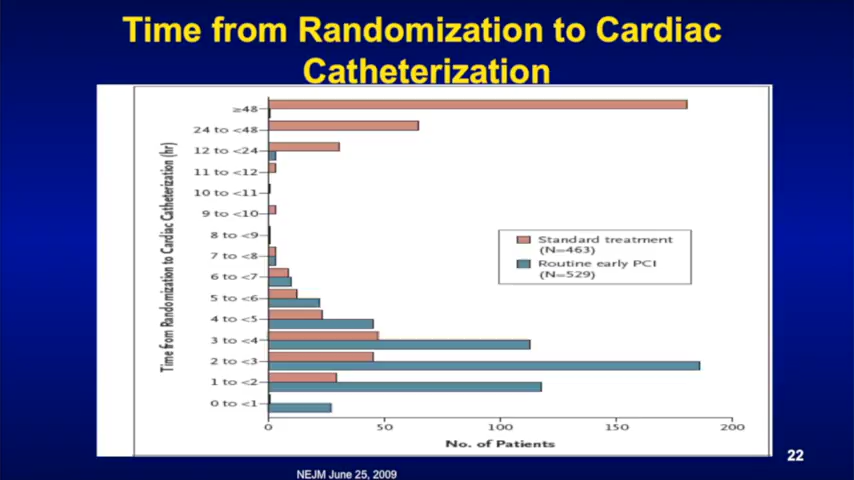 Time from Randomization to Cardiac
Catheterization
Time from Randomization to Cardiac Catheterization (hr)
≥48
24 to <48
12 to <24
11 to <12
10 to <11
9 to <10
8 to <9
7 to <8
6 to <7
5 to <6
4 to <5
3 to <4
2 to <3
1 to <2
0 to <1
Standard treatment
(N=463)
Routine early PCI
(N=529)
0 50 100 150 200
No. of Patients
22
NEJM June 25, 2009